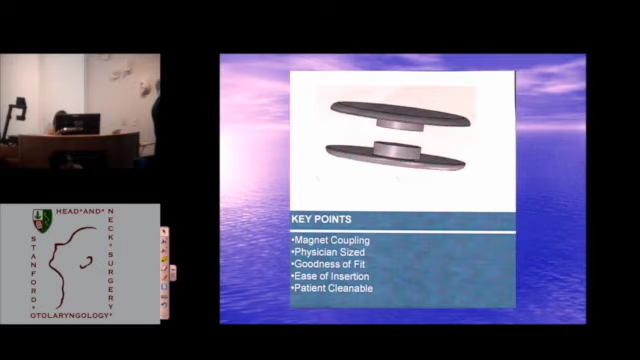 KEY POINTS
•Magnet Coupling
•Physician Sized
•Goodness of Fit
•Ease of Insertion
•Patient Cleanable
HEAD*AND*
NECK*SURGERY
STANFORD*
OTOLARYNGOLOGY*